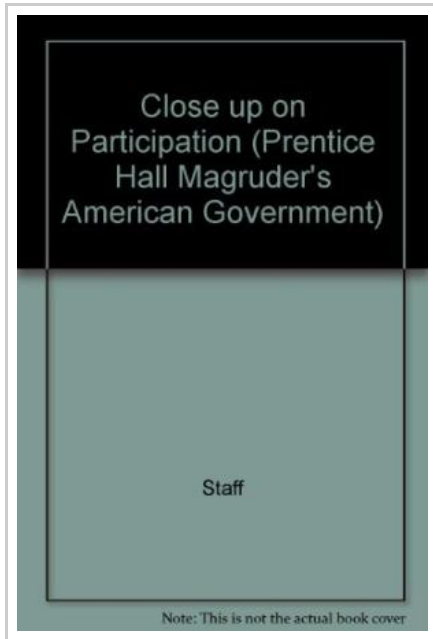 Close up on
Participation (Prentice
Hall Magruder's
American Government)
Staff
Note: This is not the actual book cover